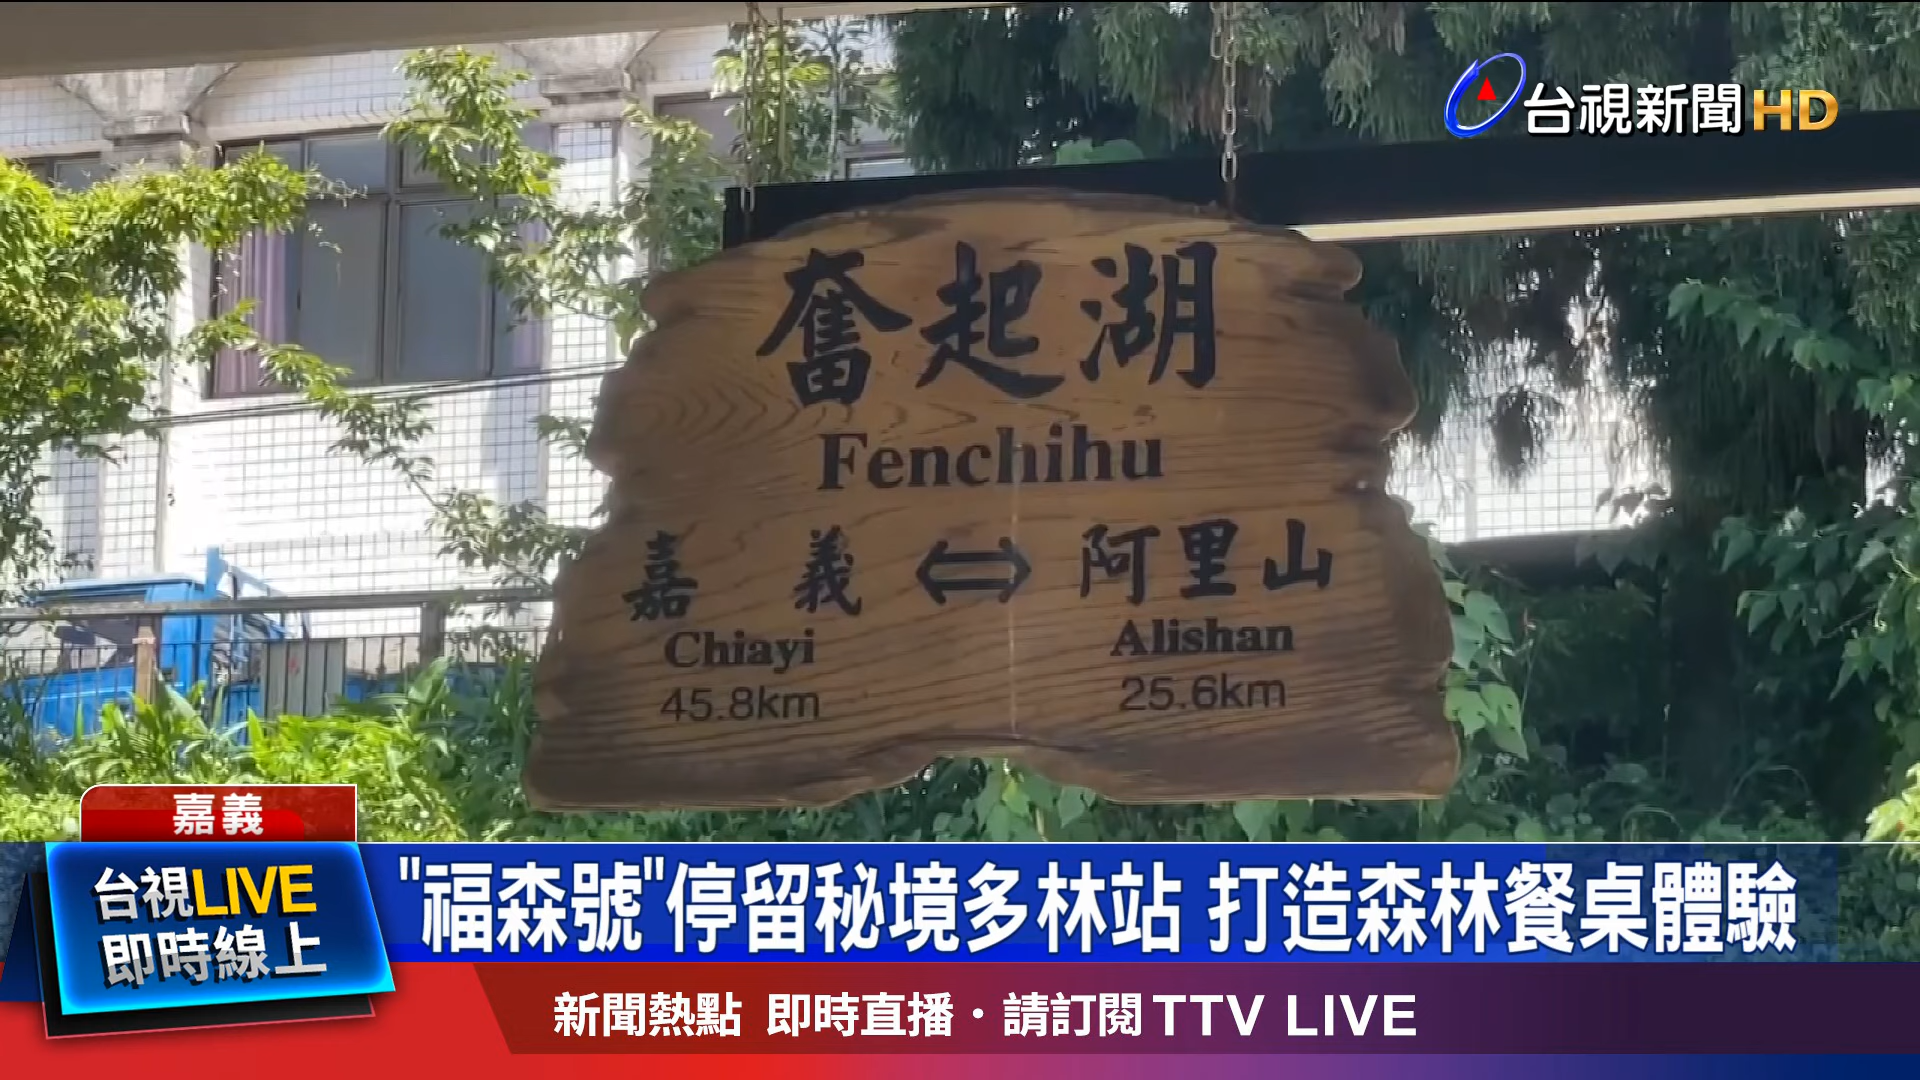 台視新聞HD
奮起湖
Fenchihu
嘉義 ⇔ 阿里山
Chiayi Alishan
45.8km 25.6km
嘉義
台視LIVE
即時線上
"福森號"停留秘境多林站 打造森林餐桌體驗
新聞熱點 即時直播・請訂閱TTV LIVE